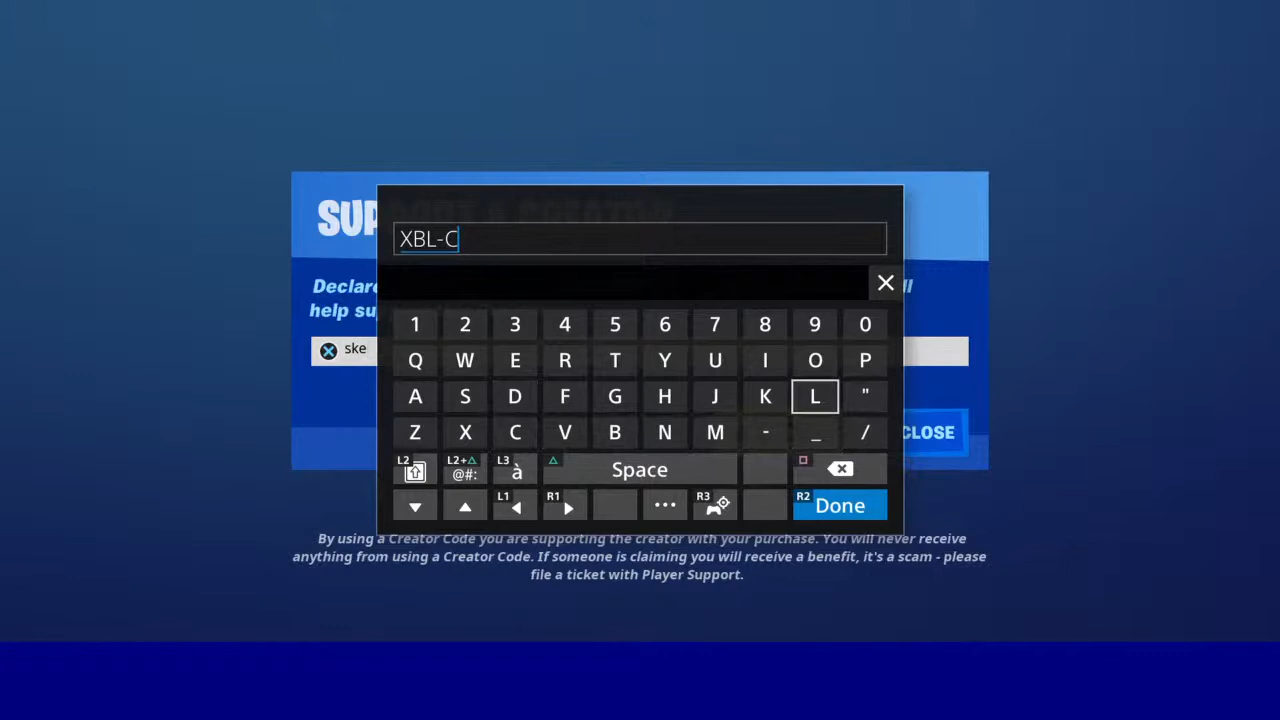 SUPPORT A CREATOR
XBL-C
Declare
ll
help su
ske
1 2 3 4 5 6 7 8 9 0
Q W E R T Y U I O P
A S D F G H J K L "
Z X C V B N M - _ /
L2 L2+△ @#: L3 à △ Space □
L1 R1 ... R3 R2 Done
CLOSE
By using a Creator Code you are supporting the creator with your purchase. You will never receive
anything from using a Creator Code. If someone is claiming you will receive a benefit, it's a scam - please
file a ticket with Player Support.